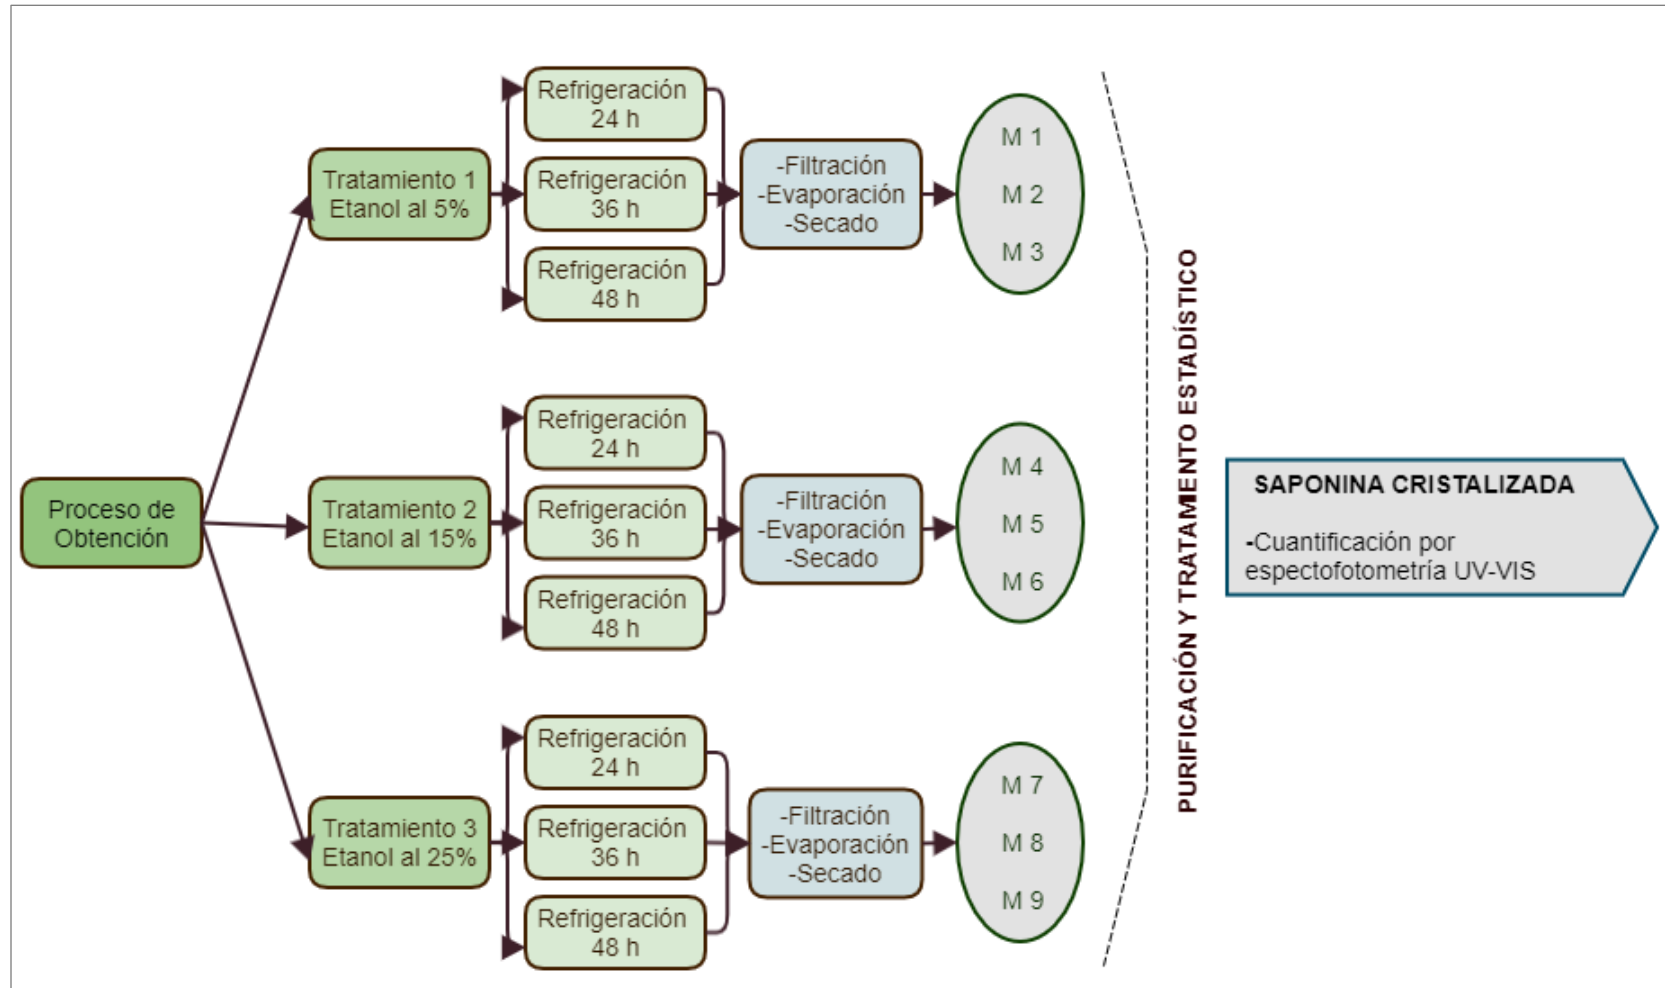 Proceso de
Obtención
Tratamiento 1
Etanol al 5%
Refrigeración
24 h
Refrigeración
36 h
Refrigeración
48 h
-Filtración
-Evaporación
-Secado
M 1
M 2
M 3
Tratamiento 2
Etanol al 15%
Refrigeración
24 h
Refrigeración
36 h
Refrigeración
48 h
-Filtración
-Evaporación
-Secado
M 4
M 5
M 6
Tratamiento 3
Etanol al 25%
Refrigeración
24 h
Refrigeración
36 h
Refrigeración
48 h
-Filtración
-Evaporación
-Secado
M 7
M 8
M 9
PURIFICACIÓN Y TRATAMIENTO ESTADÍSTICO
SAPONINA CRISTALIZADA
-Cuantificación por
espectofotometría UV-VIS